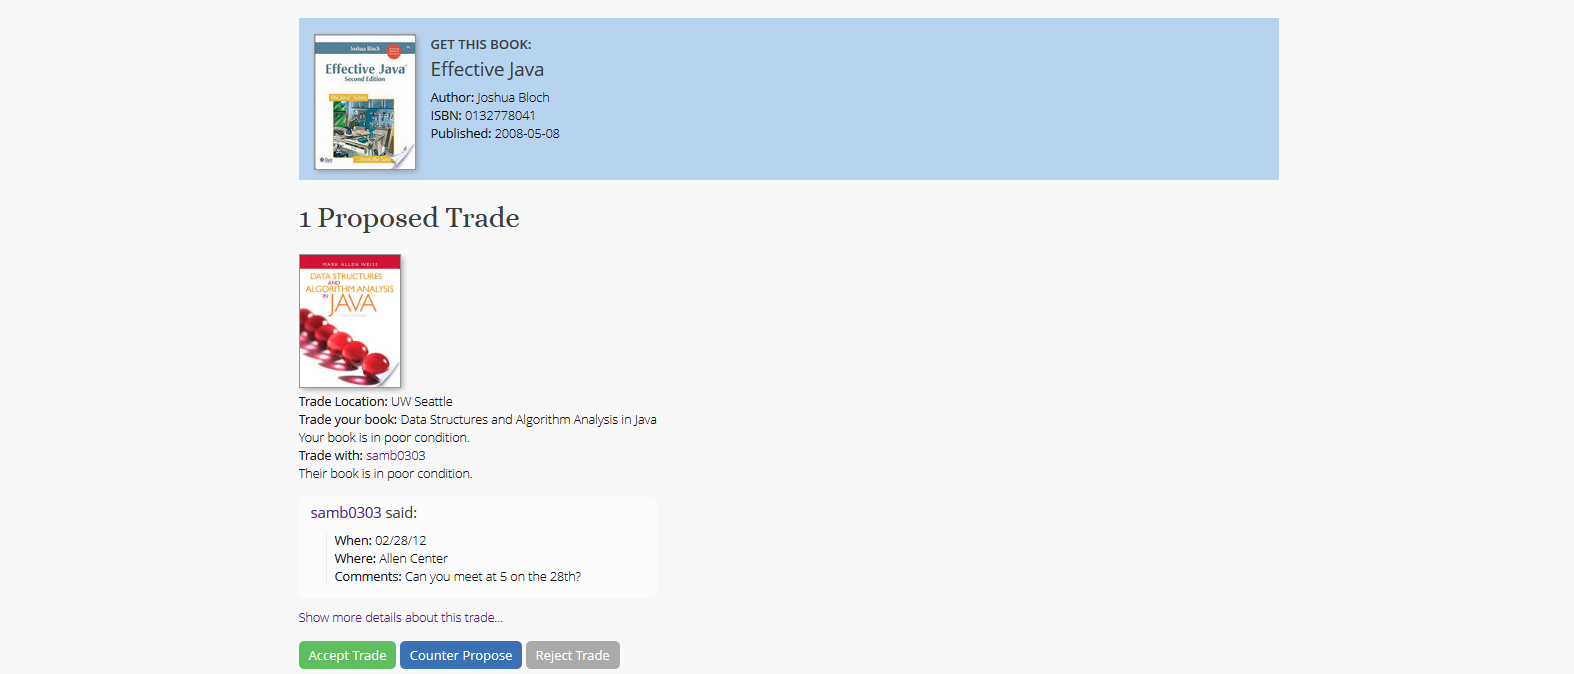 Joshua Bloch
Effective Java™
Second Edition
GET THIS BOOK:
Effective Java
Author: Joshua Bloch
ISBN: 0132778041
Published: 2008-05-08
1 Proposed Trade
MARK ALLEN WEISS
DATA STRUCTURES
AND
ALGORITHM ANALYSIS
IN JAVA™
Trade Location: UW Seattle
Trade your book: Data Structures and Algorithm Analysis in Java
Your book is in poor condition.
Trade with: samb0303
Their book is in poor condition.
samb0303 said:
When: 02/28/12
Where: Allen Center
Comments: Can you meet at 5 on the 28th?
Show more details about this trade...
Accept Trade
Counter Propose
Reject Trade